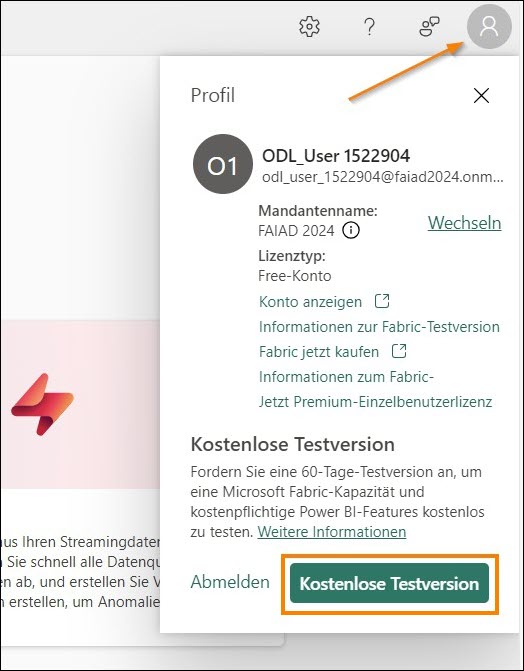 Profil
O1
ODL_User 1522904
odl_user_1522904@faiad2024.onm...
Mandantenname:
FAIAD 2024
Wechseln
Lizenztyp:
Free-Konto
Konto anzeigen
Informationen zur Fabric-Testversion
Fabric jetzt kaufen
Informationen zum Fabric-
Jetzt Premium-Einzelbenutzerlizenz
Kostenlose Testversion
Fordern Sie eine 60-Tage-Testversion an, um
eine Microsoft Fabric-Kapazität und
kostenpflichtige Power BI-Features kostenlos
zu testen. Weitere Informationen
Abmelden
Kostenlose Testversion
aus Ihren Streamingdaten
Sie schnell alle Datenqu
en ab, und erstellen Sie V
erstellen, um Anomalie